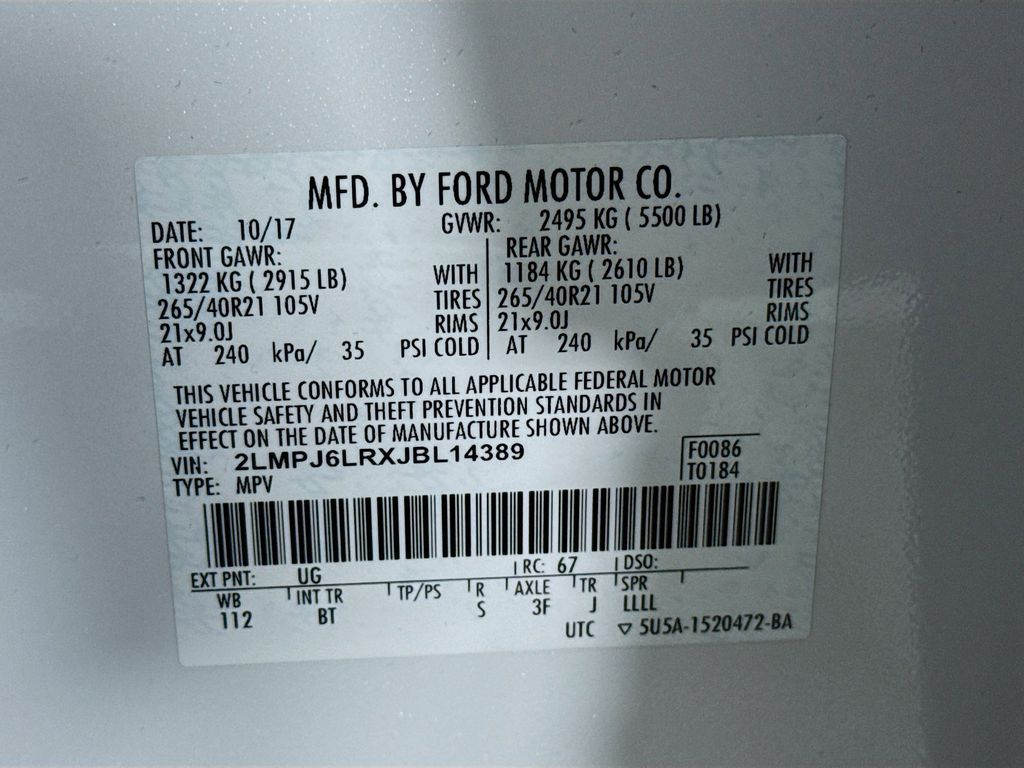 MFD. BY FORD MOTOR CO.
DATE: 10/17 GVWR: 2495 KG ( 5500 LB)
FRONT GAWR: REAR GAWR:
1322 KG ( 2915 LB) WITH 1184 KG ( 2610 LB) WITH
265/40R21 105V TIRES 265/40R21 105V TIRES
21x9.0J RIMS 21x9.0J RIMS
AT 240 kPa/ 35 PSI COLD AT 240 kPa/ 35 PSI COLD
THIS VEHICLE CONFORMS TO ALL APPLICABLE FEDERAL MOTOR
VEHICLE SAFETY AND THEFT PREVENTION STANDARDS IN
EFFECT ON THE DATE OF MANUFACTURE SHOWN ABOVE.
VIN: 2LMPJ6LRXJBL14389 F0086
TYPE: MPV T0184
EXT PNT: UG RC: 67 DSO:
WB INT TR TP/PS R AXLE TR SPR
112 BT S 3F J LLLL
UTC ▽ 5U5A-1520472-BA